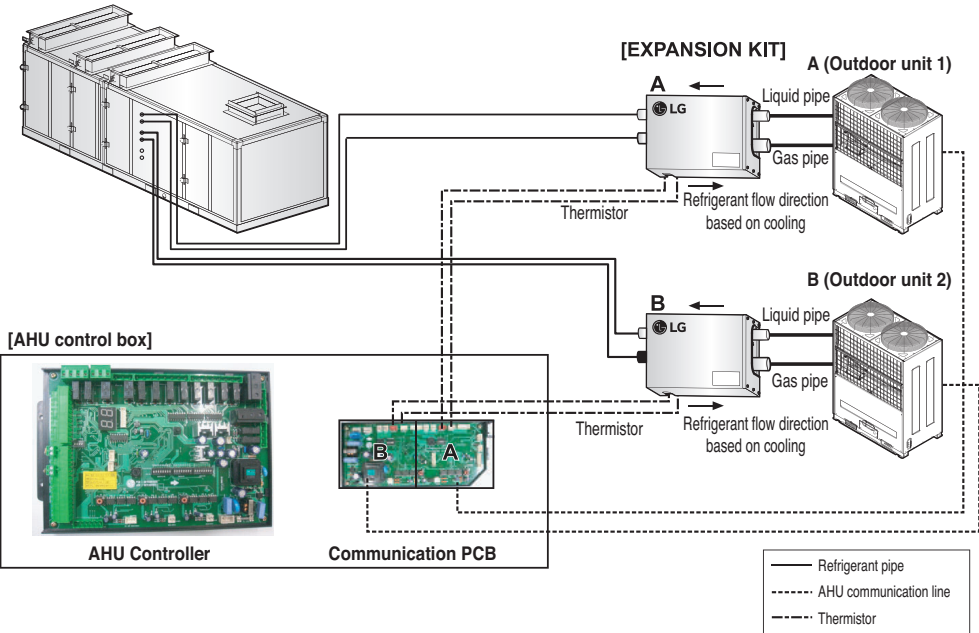 [EXPANSION KIT]
A (Outdoor unit 1)
A
LG
Liquid pipe
Gas pipe
Thermistor
Refrigerant flow direction
based on cooling
B (Outdoor unit 2)
B
LG
Liquid pipe
Gas pipe
Thermistor
Refrigerant flow direction
based on cooling
[AHU control box]
B
A
AHU Controller
Communication PCB
Refrigerant pipe
AHU communication line
Thermistor